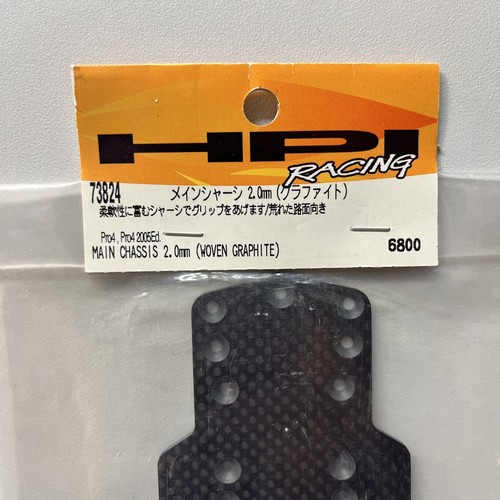 HPI
RACING
73824 メインシャーシ 2.0mm (グラファイト)
柔軟性に富むシャーシでグリップをあげます/荒れた路面向き
Pro4, Pro4 2005Ed.
MAIN CHASSIS 2.0mm (WOVEN GRAPHITE) 6800